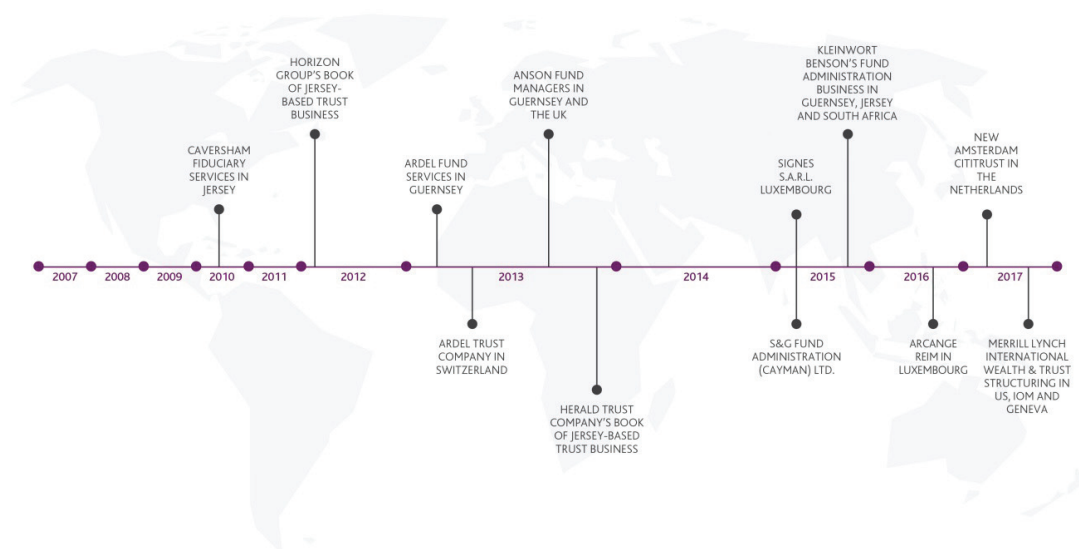 HORIZON
GROUP'S BOOK
OF JERSEY-
BASED TRUST
BUSINESS
ANSON FUND
MANAGERS IN
GUERNSEY AND
THE UK
KLEINWORT
BENSON'S FUND
ADMINISTRATION
BUSINESS IN
GUERNSEY, JERSEY
AND SOUTH AFRICA
CAVERSHAM
FIDUCIARY
SERVICES IN
JERSEY
ARDEL FUND
SERVICES IN
GUERNSEY
SIGNES
S.A.R.L.
LUXEMBOURG
NEW
AMSTERDAM
CITITRUST IN
THE
NETHERLANDS
2007
2008
2009
2010
2011
2012
2013
2014
2015
2016
2017
ARDEL TRUST
COMPANY IN
SWITZERLAND
HERALD TRUST
COMPANY'S BOOK
OF JERSEY-BASED
TRUST BUSINESS
S&G FUND
ADMINISTRATION
(CAYMAN) LTD.
ARCANGE
REIM IN
LUXEMBOURG
MERRILL LYNCH
INTERNATIONAL
WEALTH & TRUST
STRUCTURING IN
US, IOM AND
GENEVA